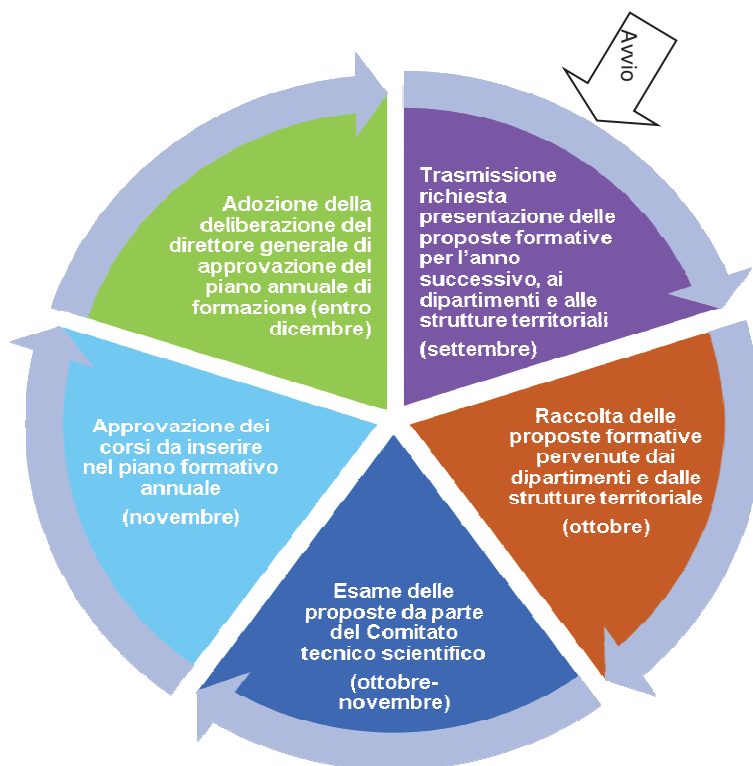 Avvio
Trasmissione
richiesta
presentazione delle
proposte formative
per l'anno
successivo, ai
dipartimenti e alle
strutture territoriali
(settembre)
Raccolta delle
proposte formative
pervenute dai
dipartimenti e dalle
strutture territoriale
(ottobre)
Esame delle
proposte da parte
del Comitato
tecnico scientifico
(ottobre-
novembre)
Approvazione dei
corsi da inserire
nel piano formativo
annuale
(novembre)
Adozione della
deliberazione del
direttore generale di
approvazione del
piano annuale di
formazione (entro
dicembre)